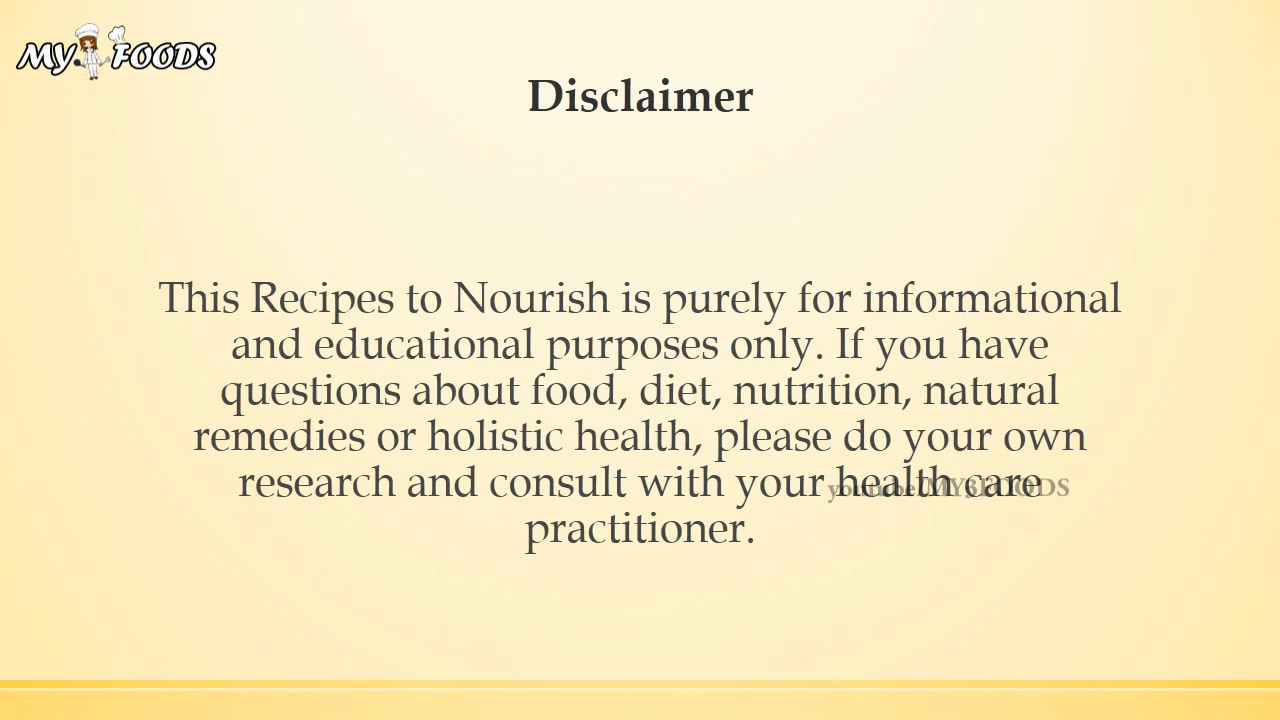 MY FOODS
Disclaimer
This Recipes to Nourish is purely for informational
and educational purposes only. If you have
questions about food, diet, nutrition, natural
remedies or holistic health, please do your own
research and consult with your health care
practitioner.